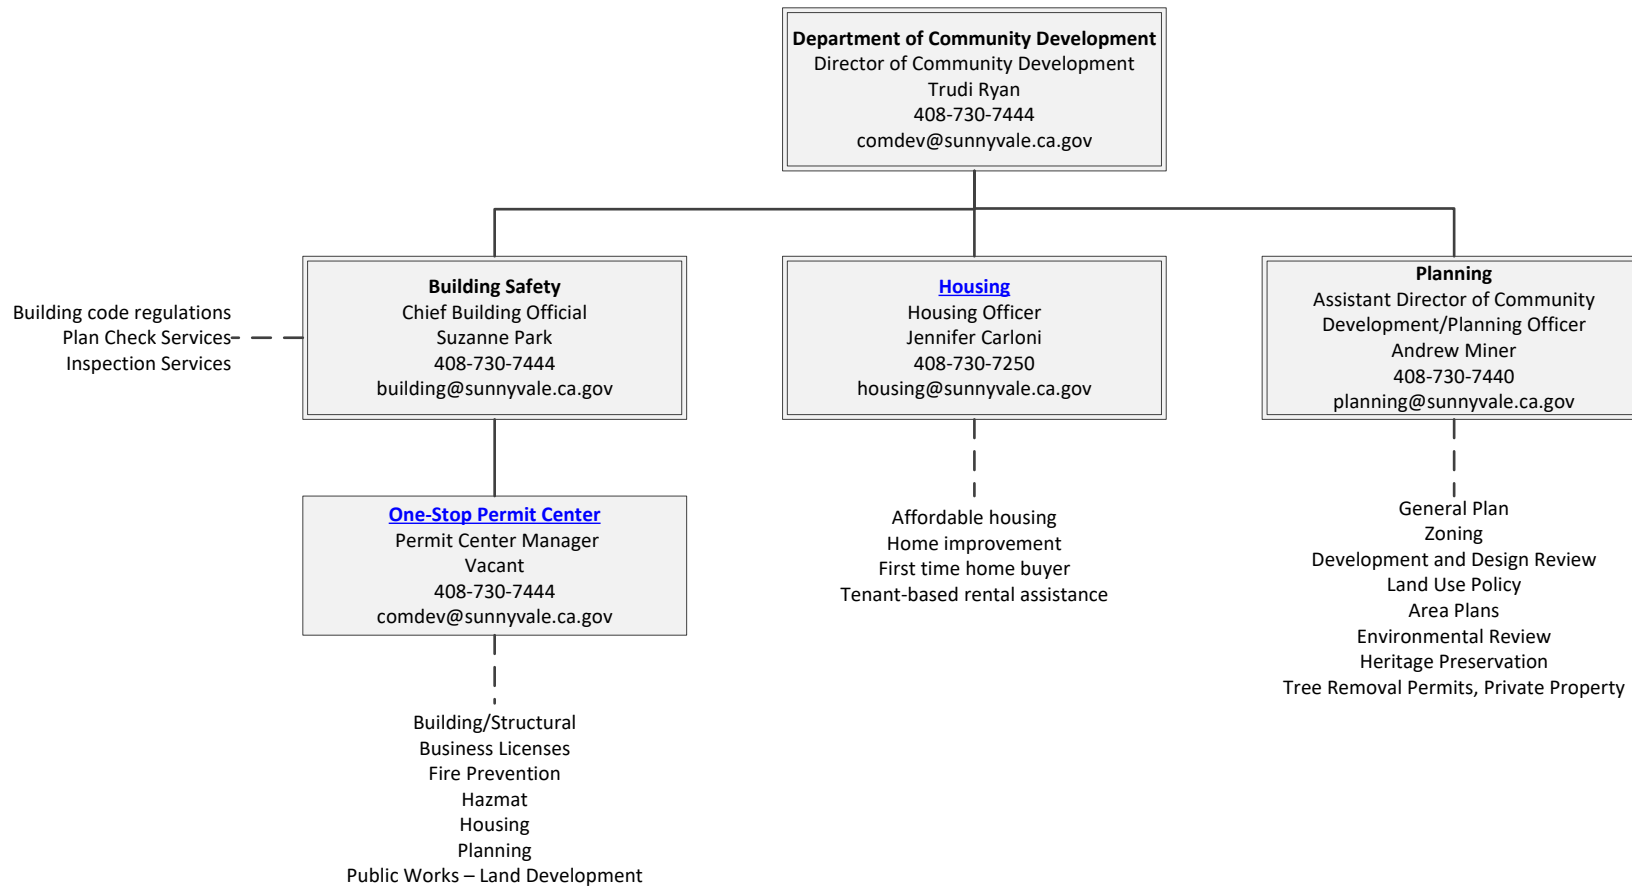 Department of Community Development
Director of Community Development
Trudi Ryan
408-730-7444
comdev@sunnyvale.ca.gov
Building code regulations
Plan Check Services
Inspection Services
Building Safety
Chief Building Official
Suzanne Park
408-730-7444
building@sunnyvale.ca.gov
Housing
Housing Officer
Jennifer Carloni
408-730-7250
housing@sunnyvale.ca.gov
Planning
Assistant Director of Community
Development/Planning Officer
Andrew Miner
408-730-7440
planning@sunnyvale.ca.gov
One-Stop Permit Center
Permit Center Manager
Vacant
408-730-7444
comdev@sunnyvale.ca.gov
Affordable housing
Home improvement
First time home buyer
Tenant-based rental assistance
General Plan
Zoning
Development and Design Review
Land Use Policy
Area Plans
Environmental Review
Heritage Preservation
Tree Removal Permits, Private Property
Building/Structural
Business Licenses
Fire Prevention
Hazmat
Housing
Planning
Public Works – Land Development